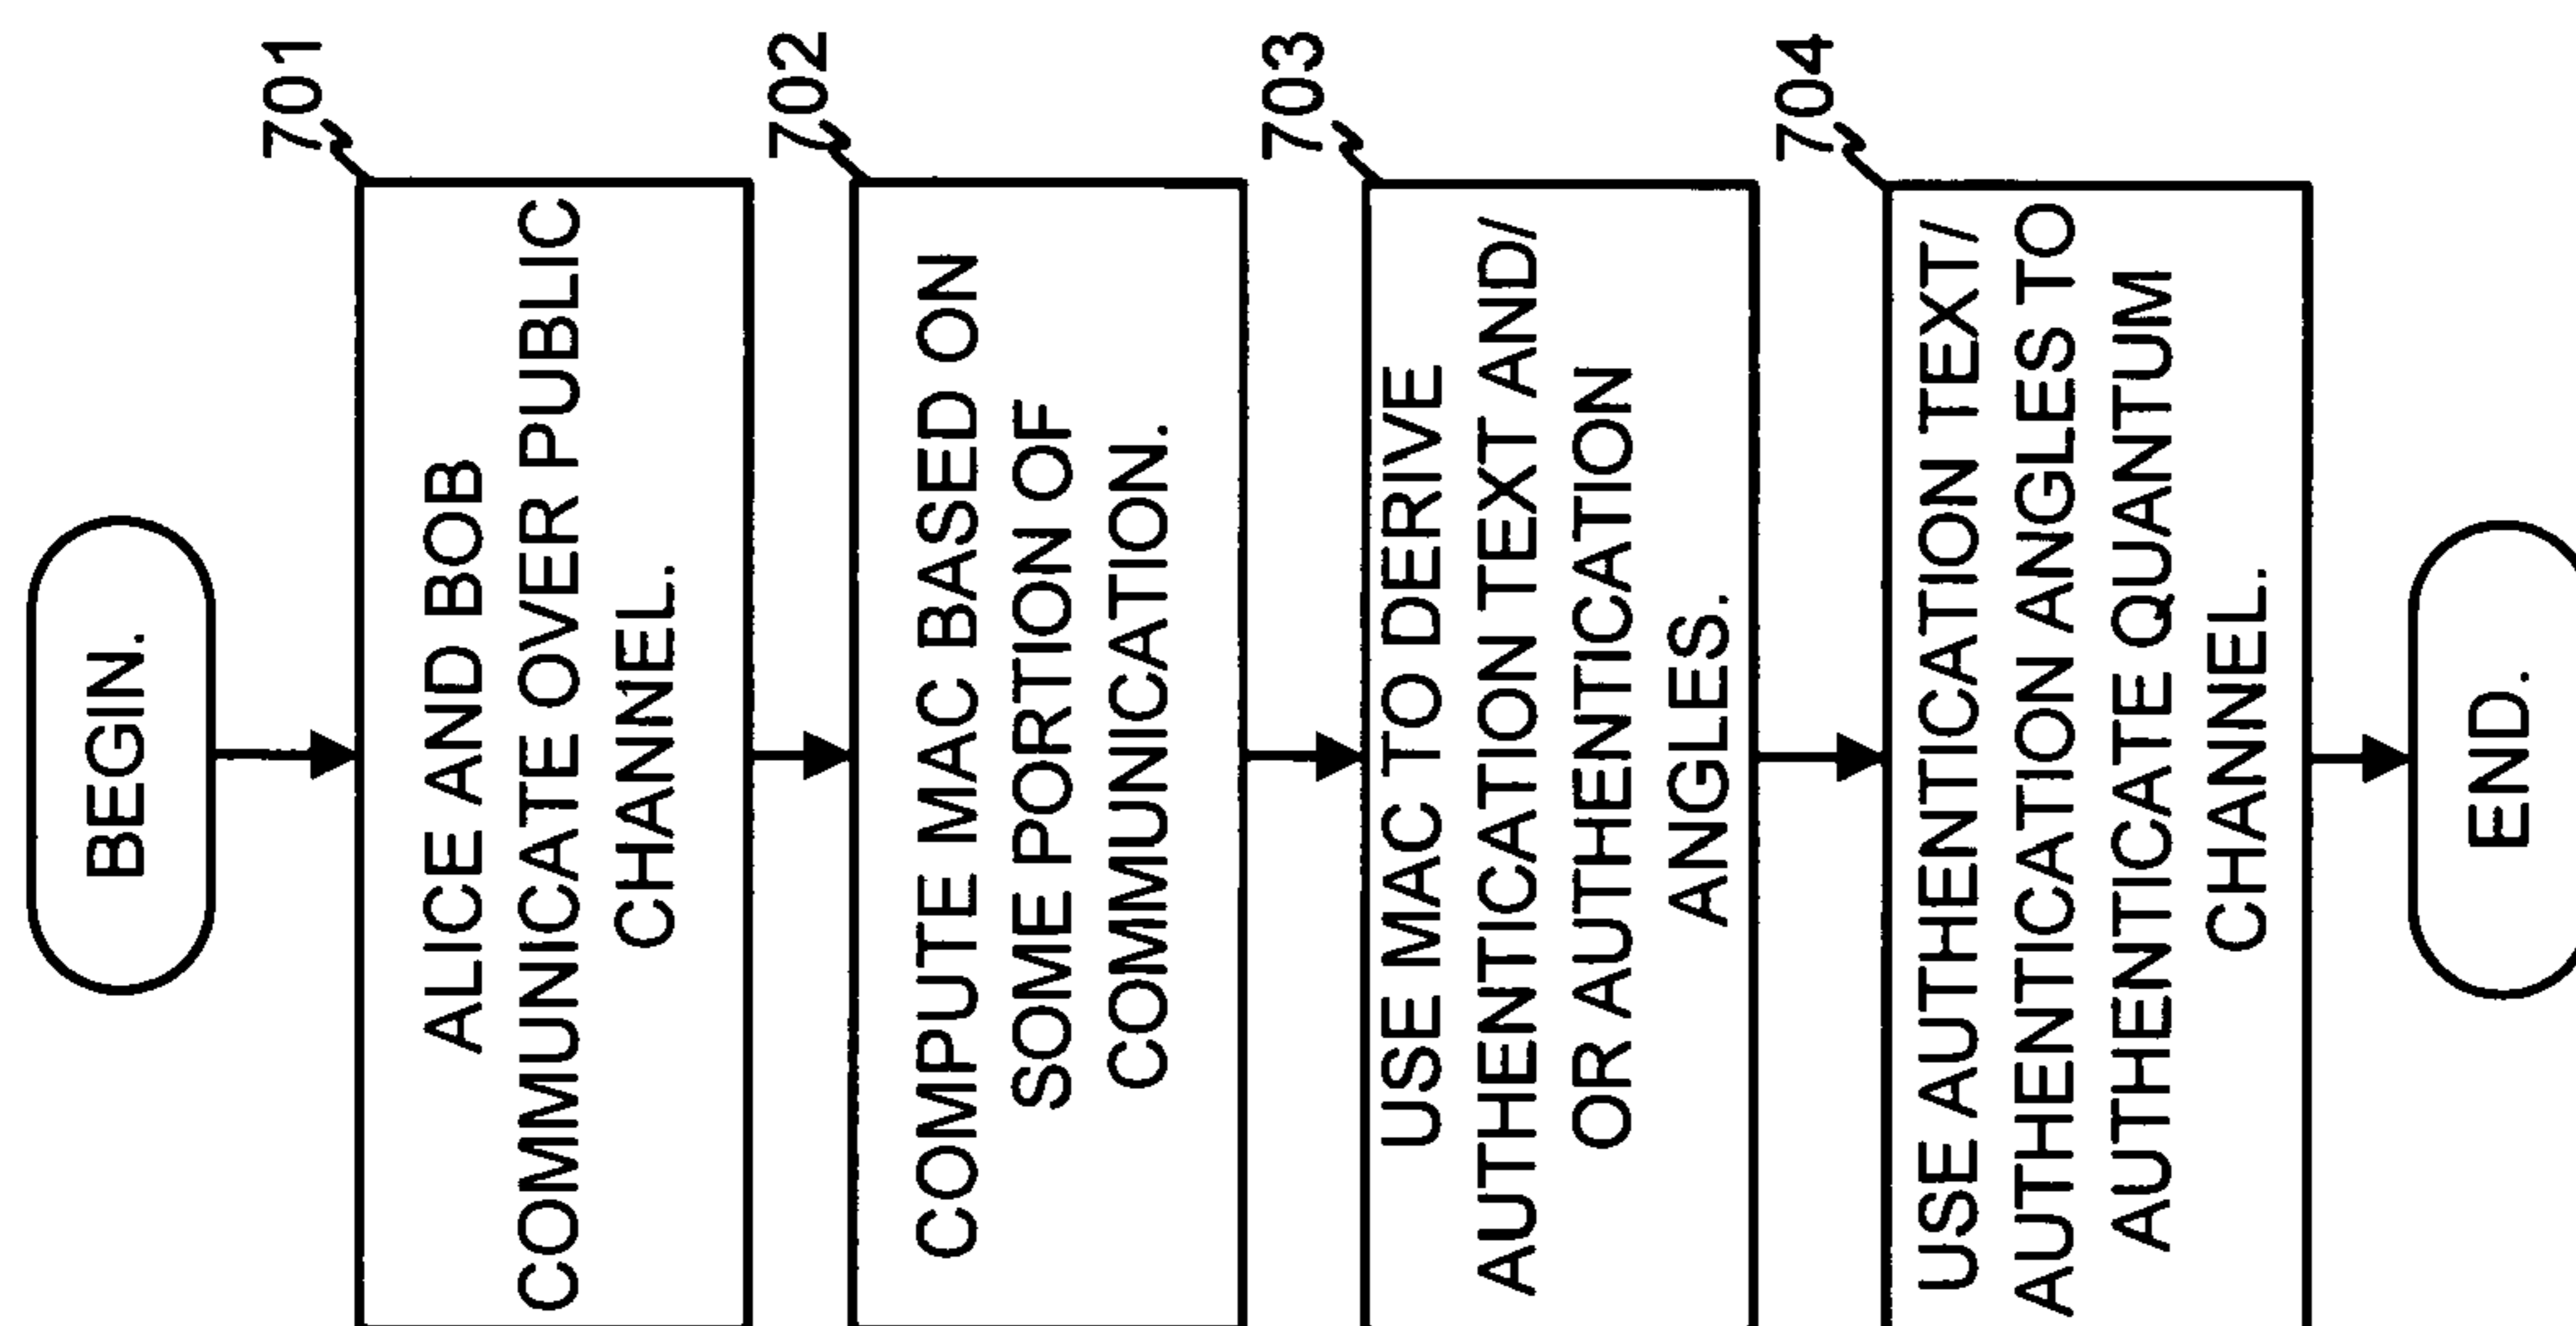 BEGIN.
701
ALICE AND BOB
COMMUNICATE OVER PUBLIC
CHANNEL.
702
COMPUTE MAC BASED ON
SOME PORTION OF
COMMUNICATION.
703
USE MAC TO DERIVE
AUTHENTICATION TEXT AND/
OR AUTHENTICATION
ANGLES.
704
USE AUTHENTICATION TEXT/
AUTHENTICATION ANGLES TO
AUTHENTICATE QUANTUM
CHANNEL.
END.